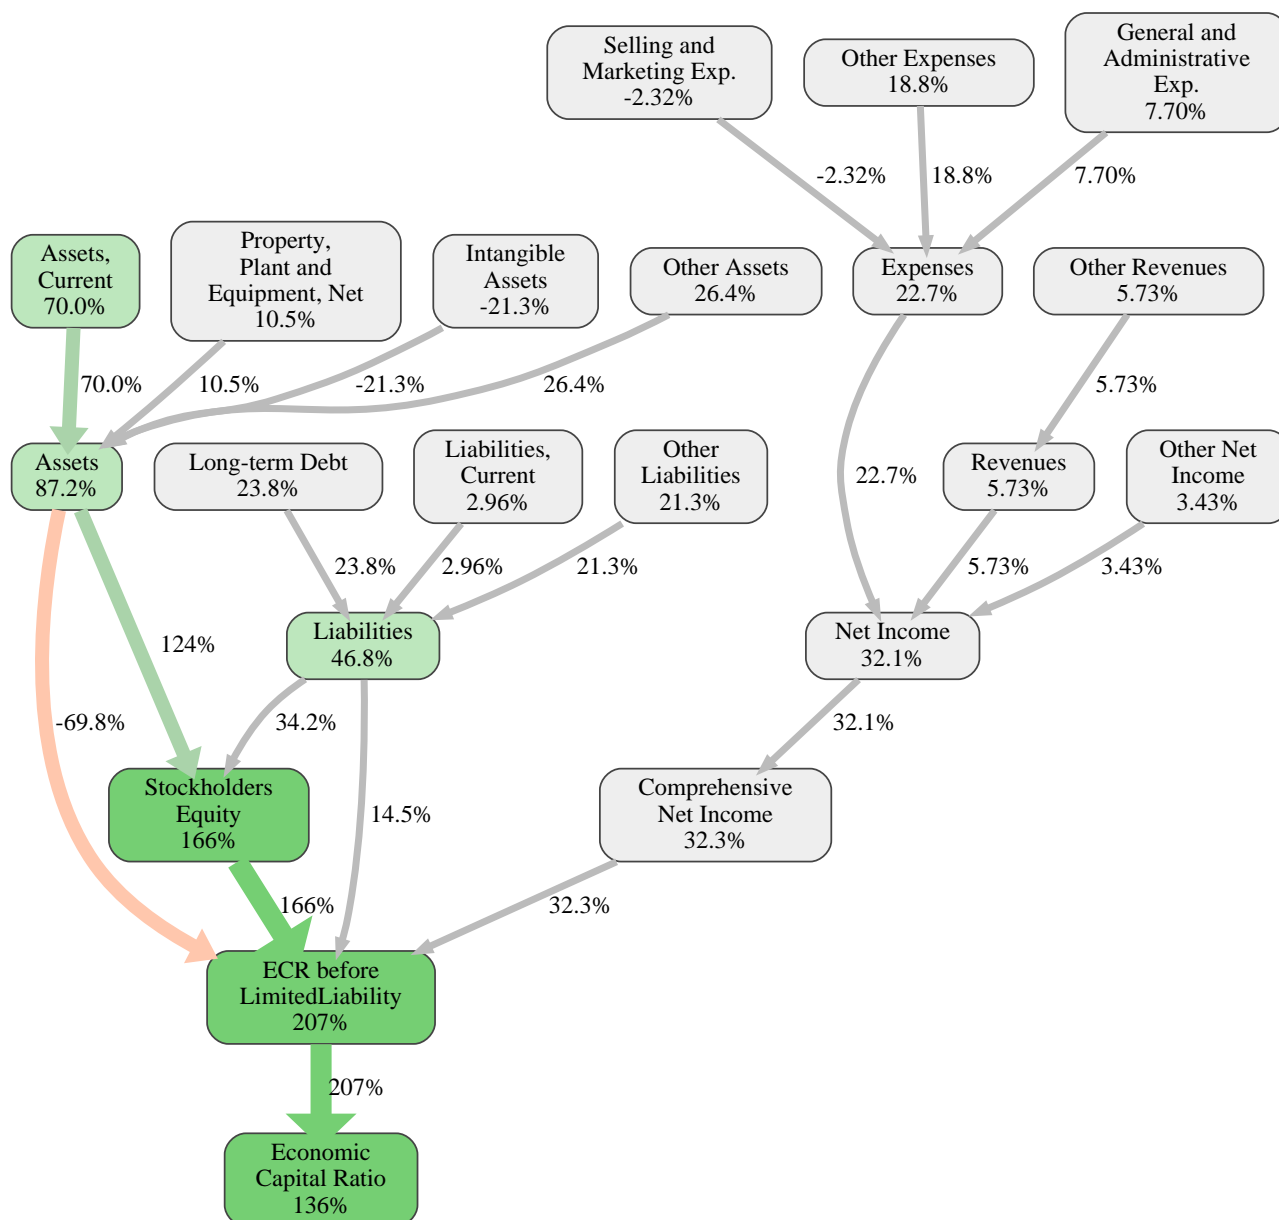 Selling and
Marketing Exp.
-2.32%
Other Expenses
18.8%
General and
Administrative
Exp.
7.70%
-2.32%
18.8%
7.70%
Assets,
Current
70.0%
Property,
Plant and
Equipment, Net
10.5%
Intangible
Assets
-21.3%
Other Assets
26.4%
Expenses
22.7%
Other Revenues
5.73%
70.0%
10.5%
-21.3%
26.4%
5.73%
Assets
87.2%
Long-term Debt
23.8%
Liabilities,
Current
2.96%
Other
Liabilities
21.3%
22.7%
Revenues
5.73%
Other Net
Income
3.43%
23.8%
2.96%
21.3%
5.73%
3.43%
124%
Liabilities
46.8%
Net Income
32.1%
-69.8%
34.2%
32.1%
Stockholders
Equity
166%
14.5%
Comprehensive
Net Income
32.3%
166%
32.3%
ECR before
LimitedLiability
207%
207%
Economic
Capital Ratio
136%